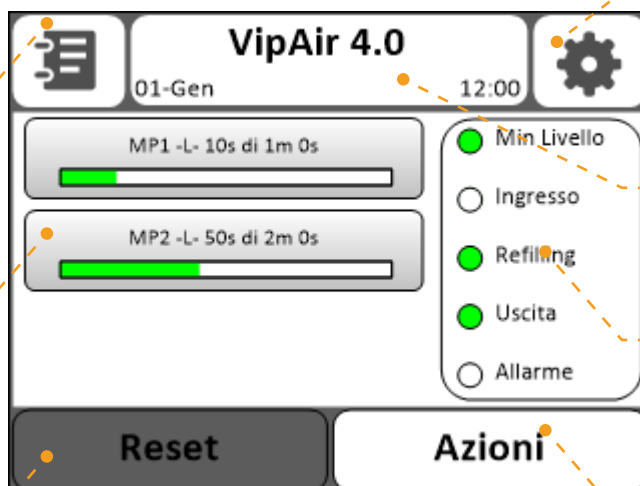 VipAir 4.0
01-Gen 12:00
MP1 -L- 10s di 1m 0s
MP2 -L- 50s di 2m 0s
Min Livello
Ingresso
Refilling
Uscita
Allarme
Reset
Azioni